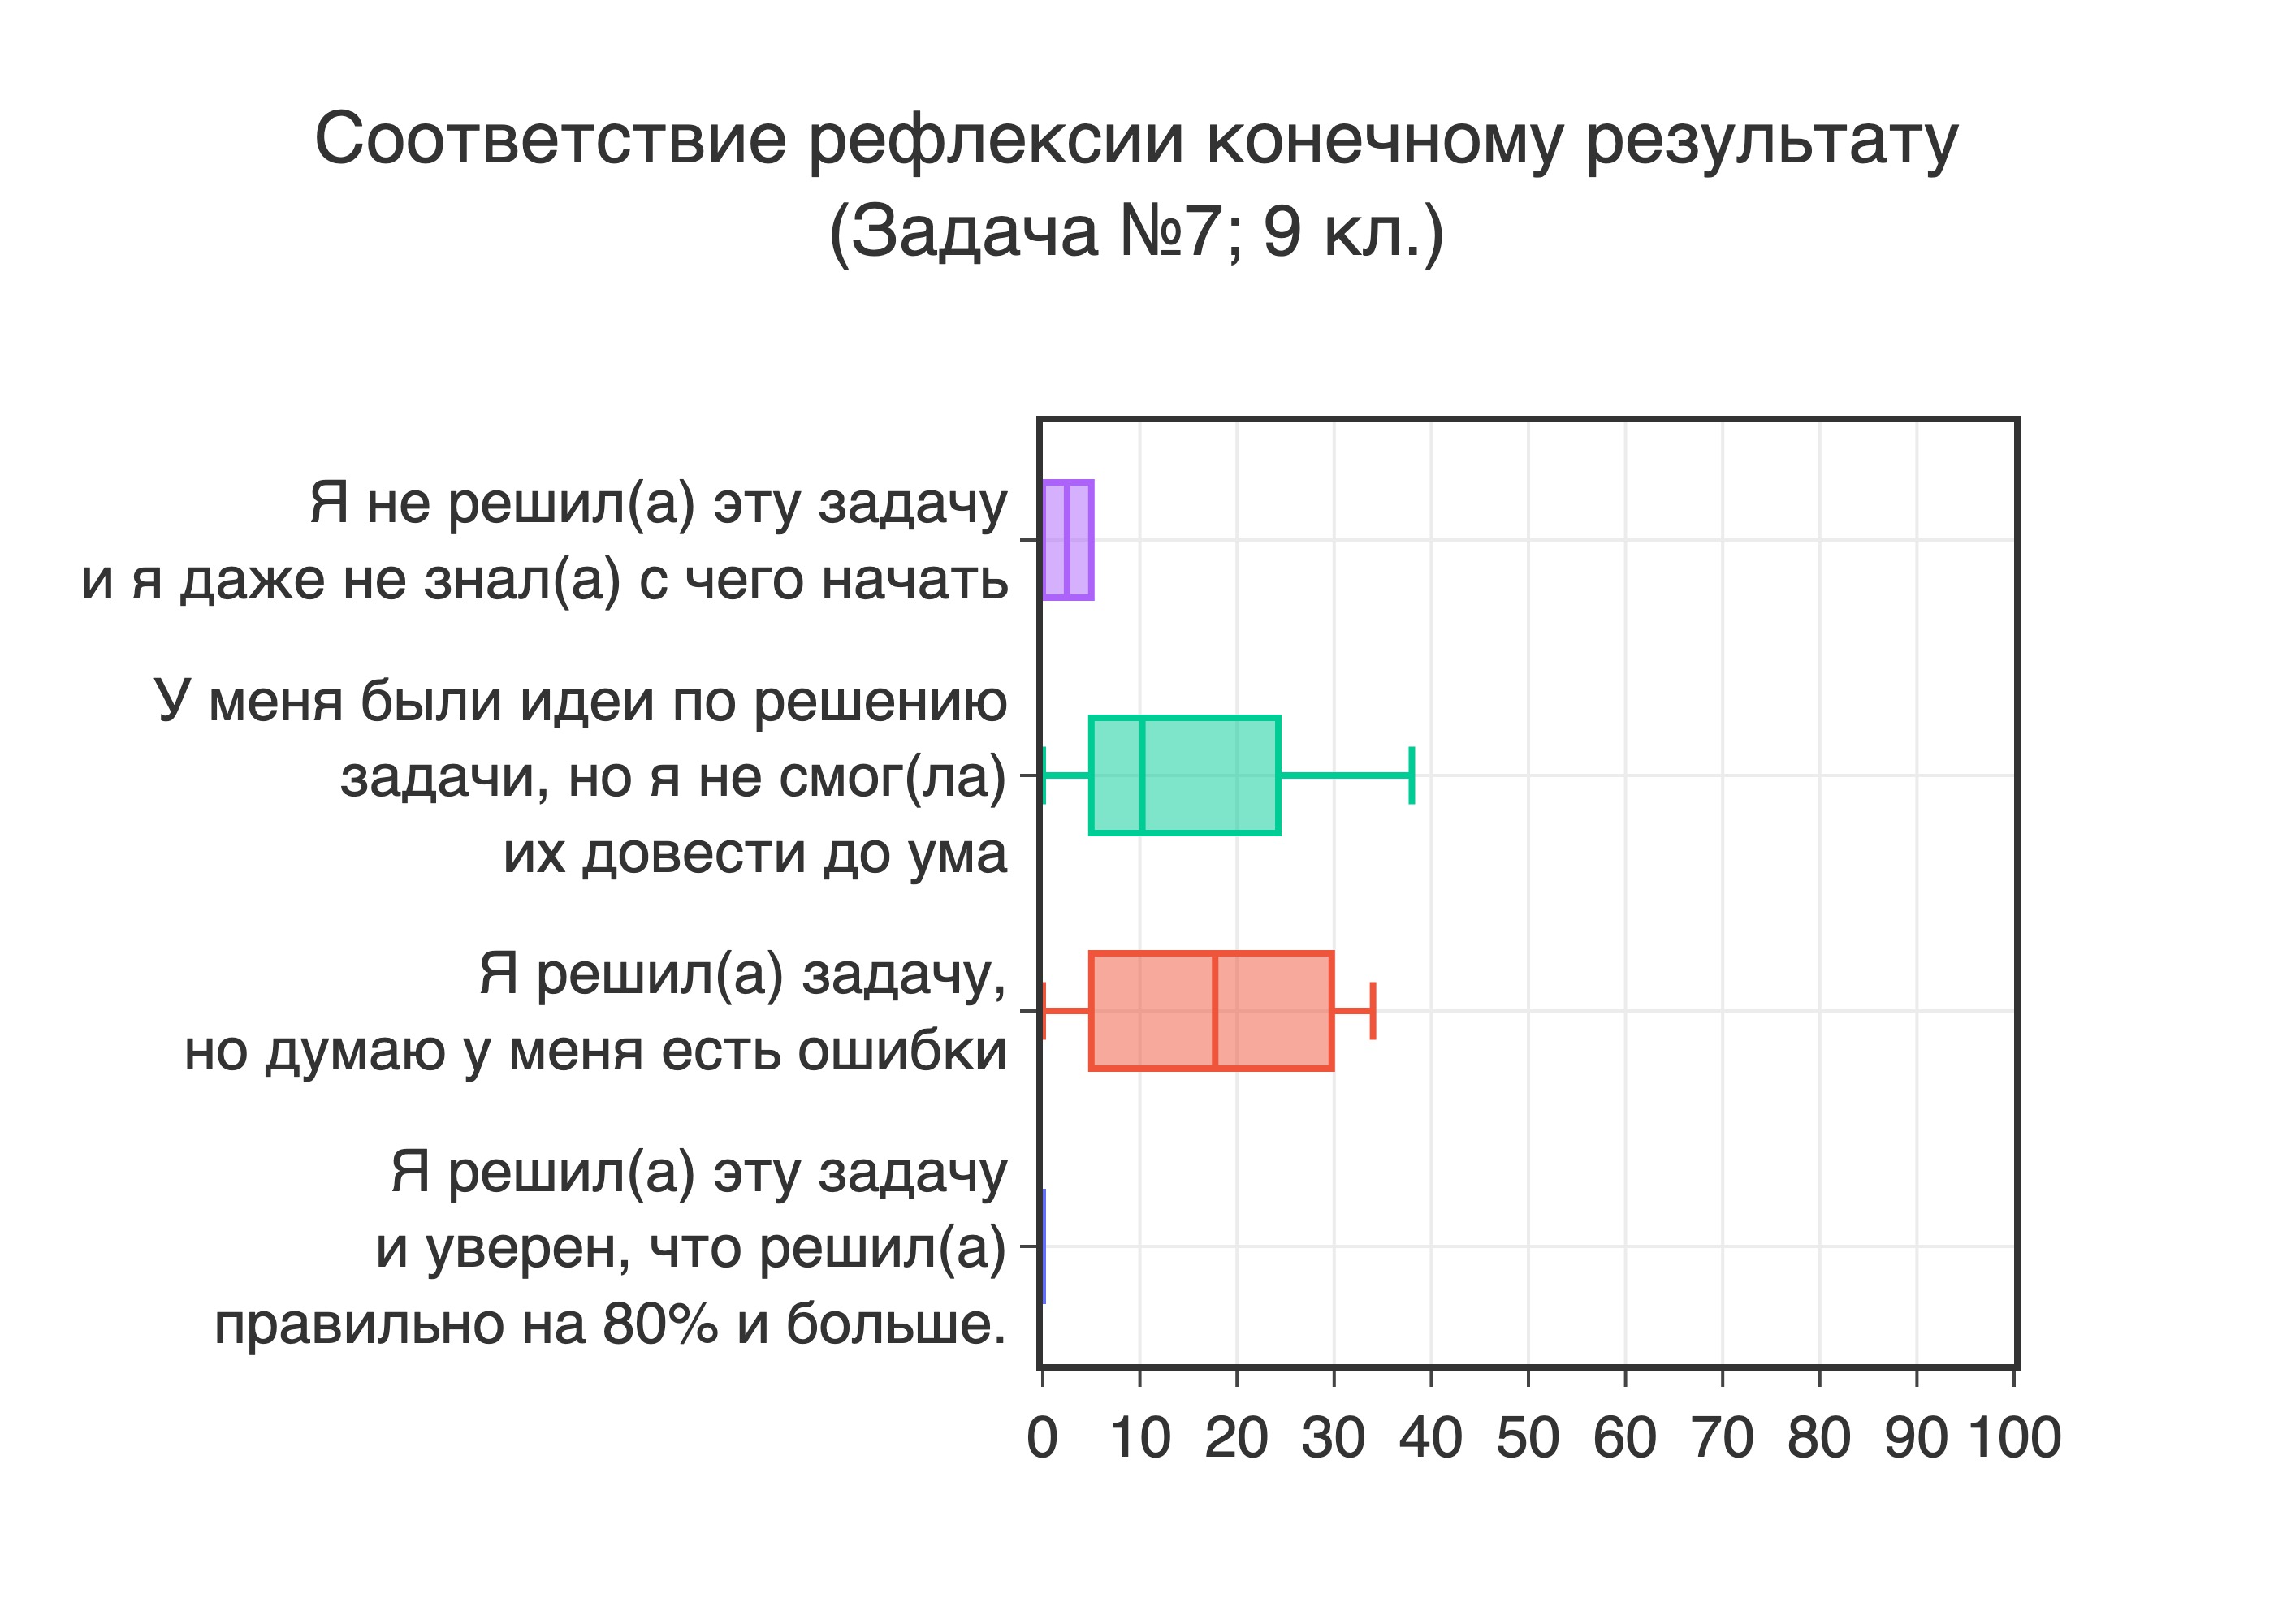 Соответствие рефлексии конечному результату
(Задача №7; 9 кл.)
Я не решил(а) эту задачу
и я даже не знал(а) с чего начать
У меня были идеи по решению
задачи, но я не смог(ла)
их довести до ума
Я решил(а) задачу,
но думаю у меня есть ошибки
Я решил(а) эту задачу
и уверен, что решил(а)
правильно на 80% и больше.
0 10 20 30 40 50 60 70 80 90 100